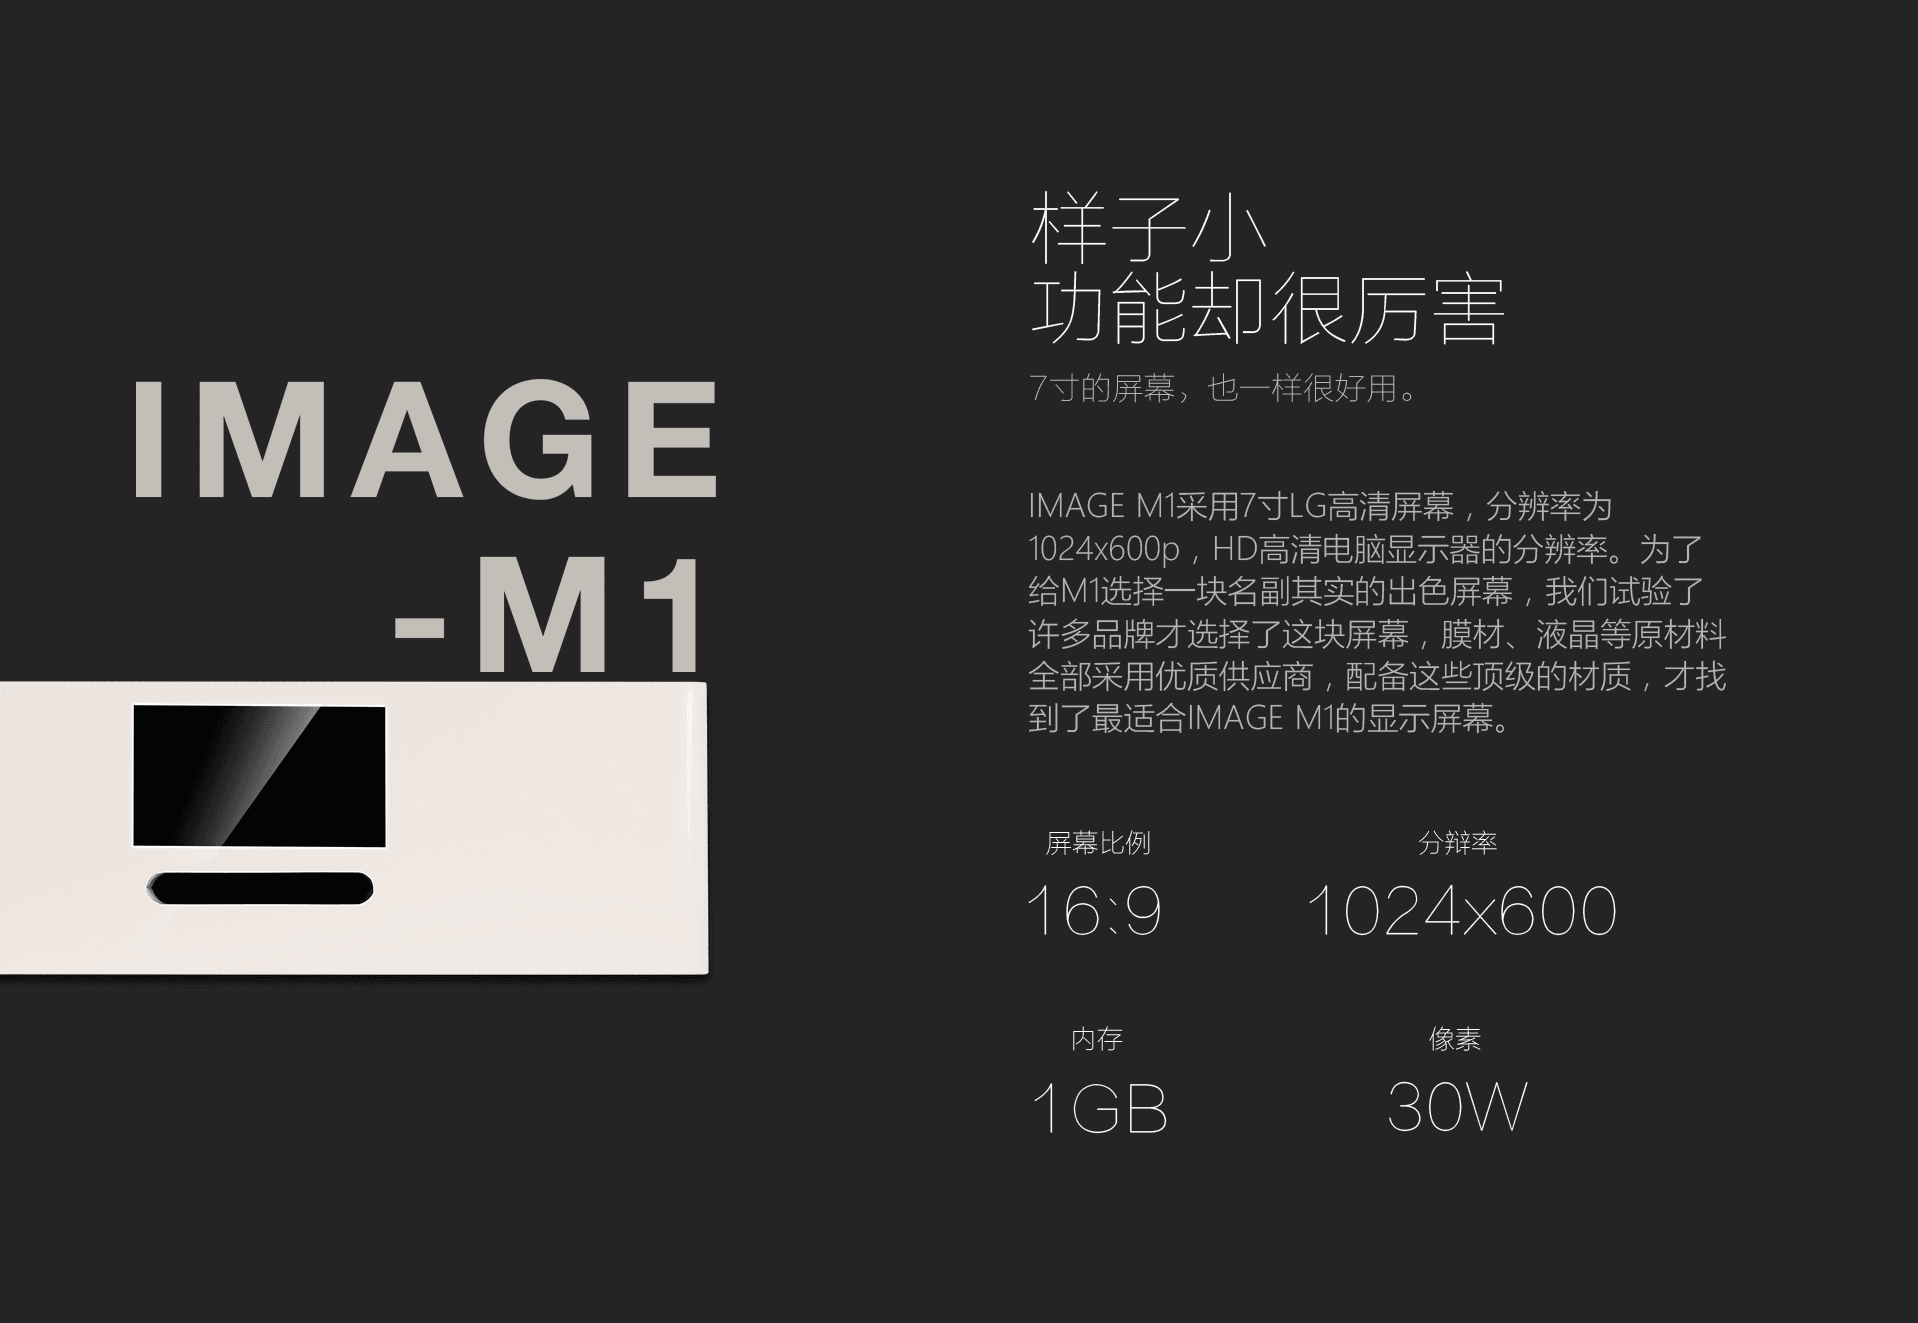 IMAGE
-M1
样子小
功能却很厉害
7寸的屏幕，也一样很好用。
IMAGE M1采用7寸LG高清屏幕，分辨率为
1024x600p，HD高清电脑显示器的分辨率。为了
给M1选择一块名副其实的出色屏幕，我们试验了
许多品牌才选择了这块屏幕，膜材、液晶等原材料
全部采用优质供应商，配备这些顶级的材质，才找
到了最适合IMAGE M1的显示屏幕。
屏幕比例 分辩率
16:9 1024x600
内存 像素
1GB 30W